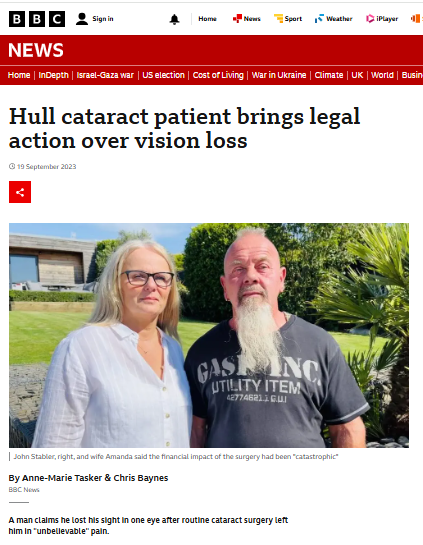 BBC Sign in Home News Sport Weather iPlayer
NEWS
Home InDepth Israel-Gaza war US election Cost of Living War in Ukraine Climate UK World
Hull cataract patient brings legal
action over vision loss
19 September 2023
UTILITY ITEM
John Stabler, right, and wife Amanda said the financial impact of the surgery had been "catastrophic"
By Anne-Marie Tasker & Chris Baynes
BBC News
A man claims he lost his sight in one eye after routine cataract surgery left
him in "unbelievable" pain.